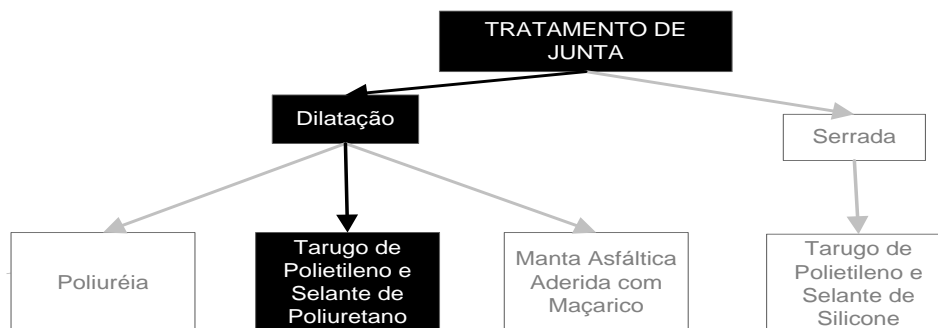 TRATAMENTO DE
JUNTA
Dilatação
Serrada
Poliuréia
Tarugo de
Polietileno e
Selante de
Poliuretano
Manta Asfáltica
Aderida com
Maçarico
Tarugo de
Polietileno e
Selante de
Silicone